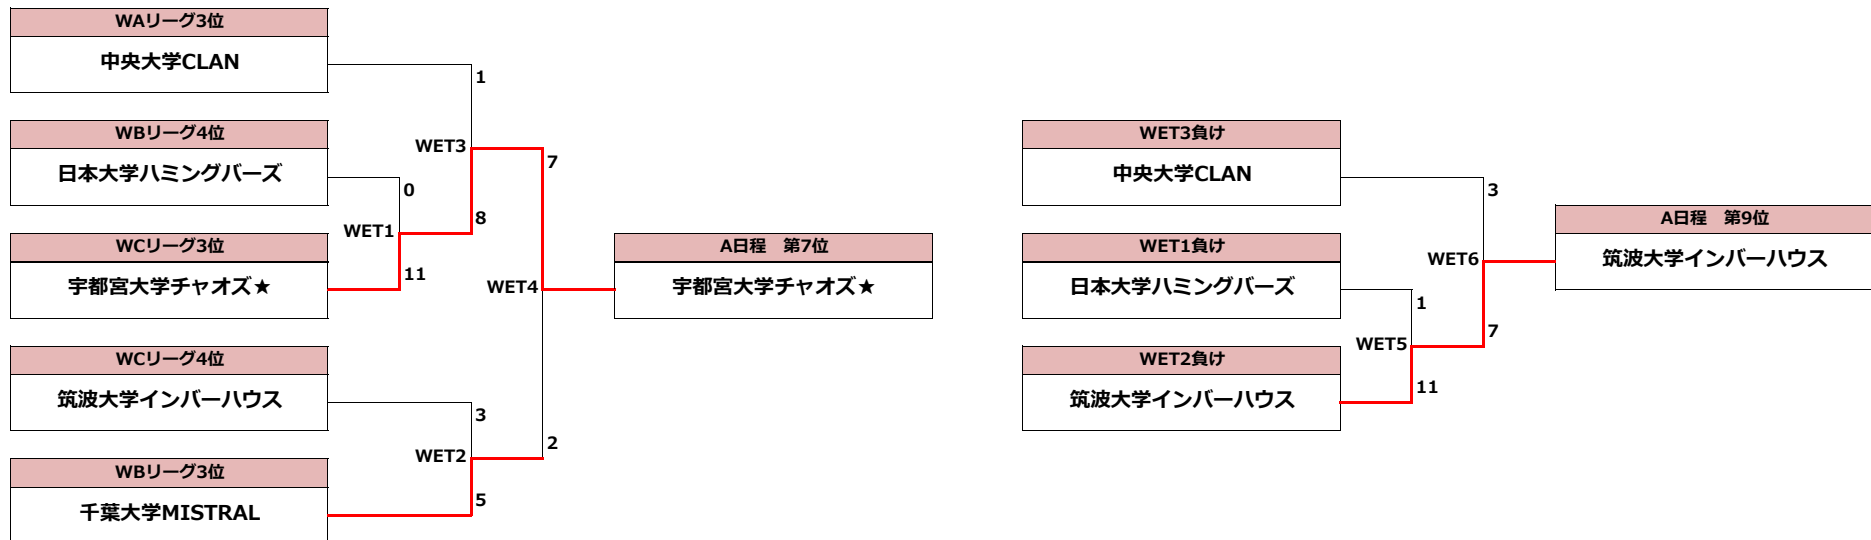 WAリーグ3位
中央大学CLAN
1
WBリーグ4位
WET3
7
日本大学ハミングバーズ
0
8
WET1
WCリーグ3位
11
宇都宮大学チャオズ★
WET4
A日程　第7位
宇都宮大学チャオズ★
WCリーグ4位
筑波大学インバーハウス
3
2
WET2
WBリーグ3位
5
千葉大学MISTRAL
WET3負け
中央大学CLAN
3
WET1負け
WET6
日本大学ハミングバーズ
1
7
WET5
WET2負け
11
筑波大学インバーハウス
A日程　第9位
筑波大学インバーハウス